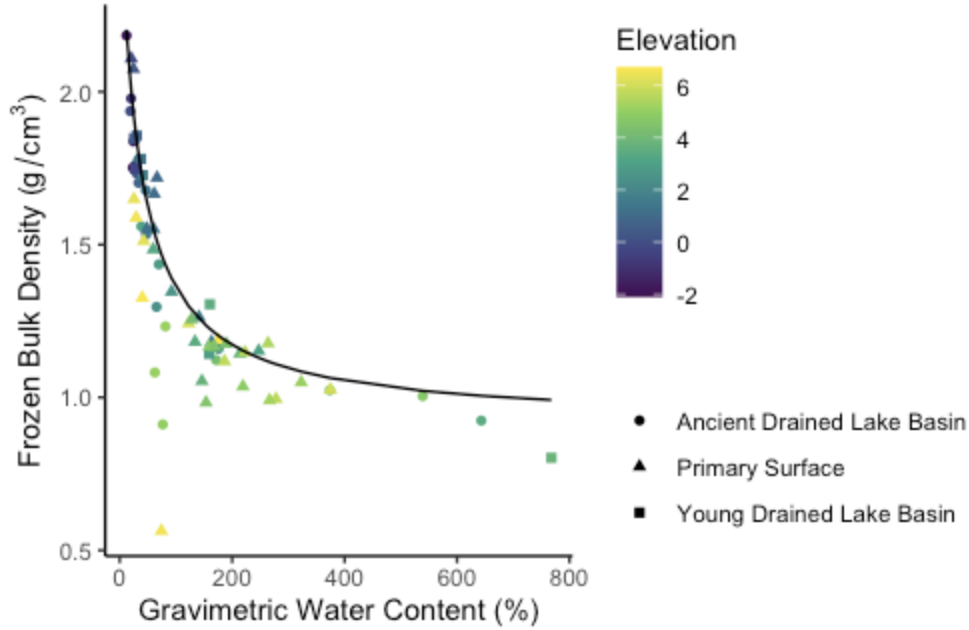 Elevation
6
4
2
0
-2
2.0
1.5
1.0
0.5
Frozen Bulk Density (g/cm³)
0
200
400
600
800
Gravimetric Water Content (%)
Ancient Drained Lake Basin
Primary Surface
Young Drained Lake Basin